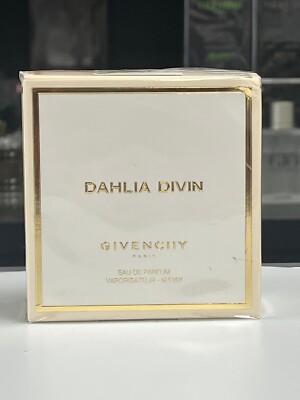 DAHLIA DIVIN
GIVENCHY
PARIS
EAU DE PARFUM
VAPORISATEUR - SPRAY